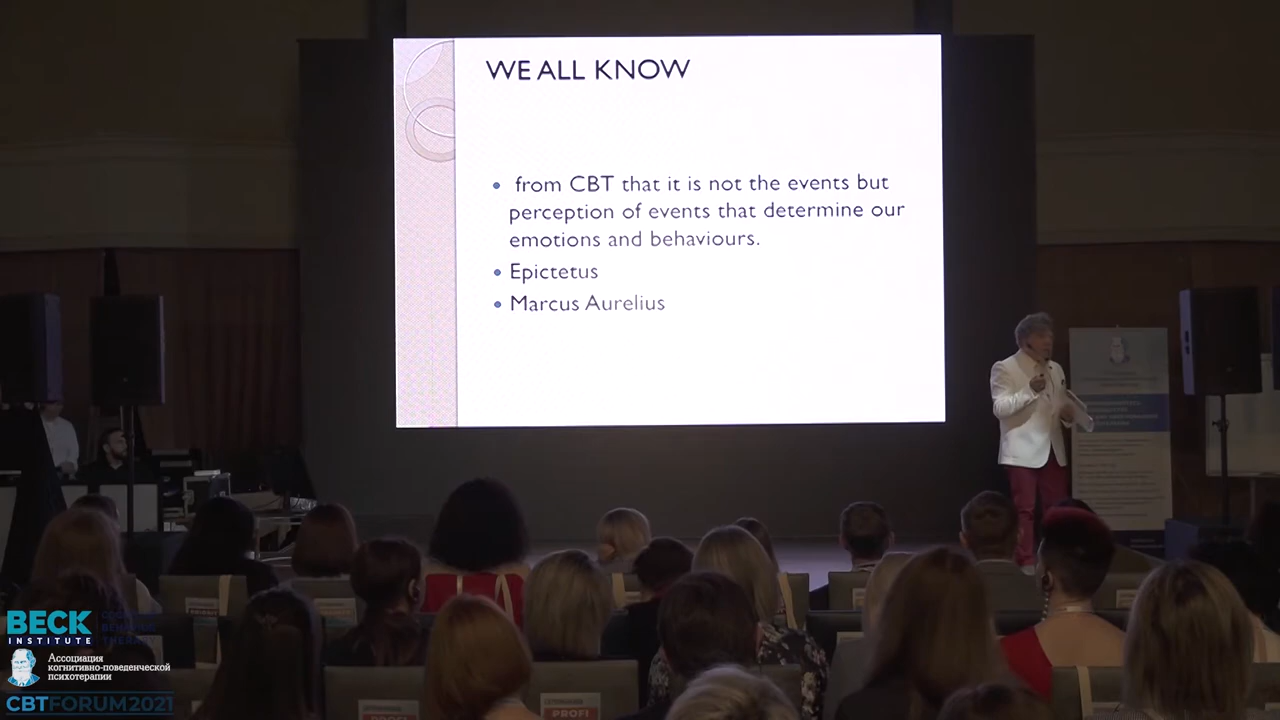 WE ALL KNOW
from CBT that it is not the events but
perception of events that determine our
emotions and behaviours.
Epictetus
Marcus Aurelius
BECK
INSTITUTE
Ассоциация
когнитивно-поведенческой
психотерапии
CBTFORUM2021
PROFI